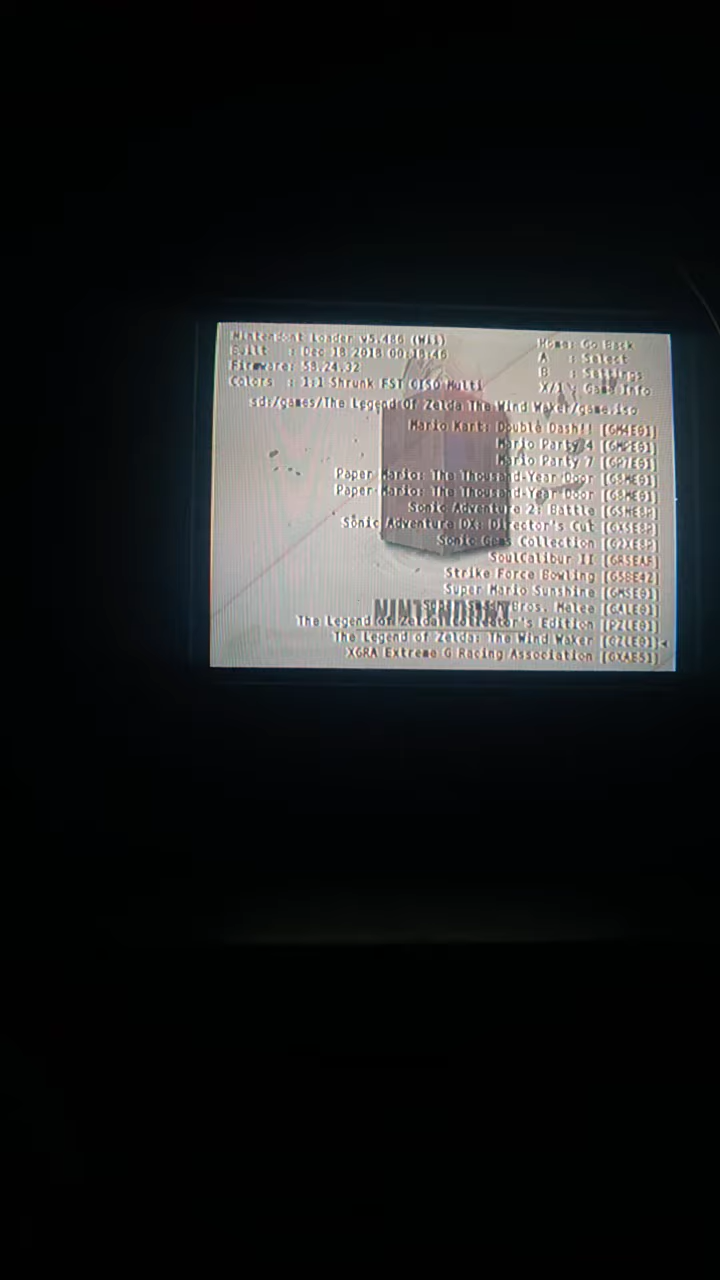 Nintendont Loader v5.486 (Wii)
Built : Dec 18 2018 00:18:46
Firmware: 58.24.32
Colors : 1:1 Shrunk FST CISO Multi
Home: Go Back
A : Select
B : Settings
X/1 : Game Info
sd:/games/The Legend Of Zelda The Wind Waker/game.iso
Mario Kart: Double Dash!! [GM4E01]
Mario Party 4 [GMPE01]
Mario Party 7 [GP7E01]
Paper Mario: The Thousand-Year Door [G8ME01]
Paper Mario: The Thousand-Year Door [G8ME01]
Sonic Adventure 2: Battle
Sonic Adventure DX: Director's Cut [GXSE8P]
Sonic Gems Collection
SoulCalibur II [GRSEAF]
Strike Force Bowling [G5BE42]
Super Mario Sunshine [GMSE01]
Bros. Melee [GALE01]
NINTENDONT
The Legend of Zelda Collector's Edition [PZLE01]
The Legend of Zelda: The Wind Waker [GZLE01]
XGRA Extreme G Racing Association [GXAE51]